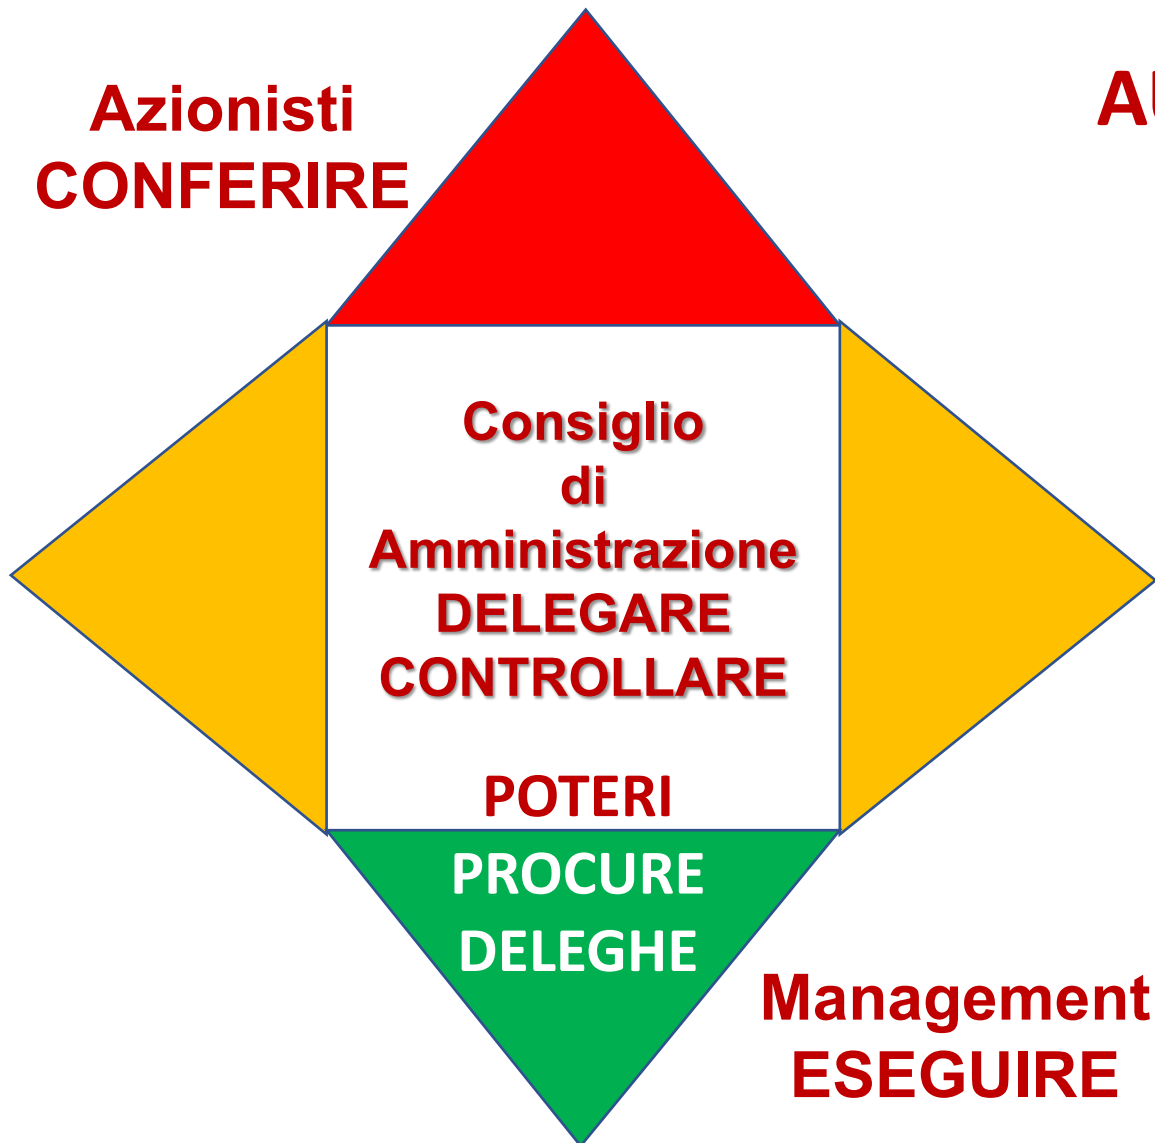 Azionisti
CONFERIRE
Consiglio
di
Amministrazione
DELEGARE
CONTROLLARE
POTERI
PROCURE
DELEGHE
Management
ESEGUIRE